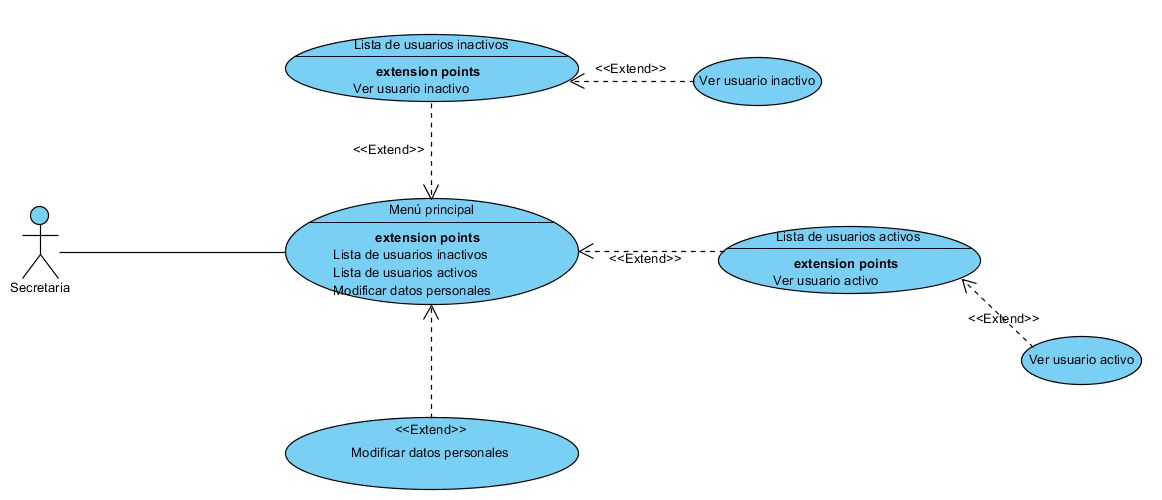 Lista de usuarios inactivos
extension points
Ver usuario inactivo
<<Extend>>
Ver usuario inactivo
<<Extend>>
Menú principal
extension points
Lista de usuarios inactivos
Lista de usuarios activos
Modificar datos personales
Secretaria
<<Extend>>
Lista de usuarios activos
extension points
Ver usuario activo
<<Extend>>
Ver usuario activo
<<Extend>>
Modificar datos personales